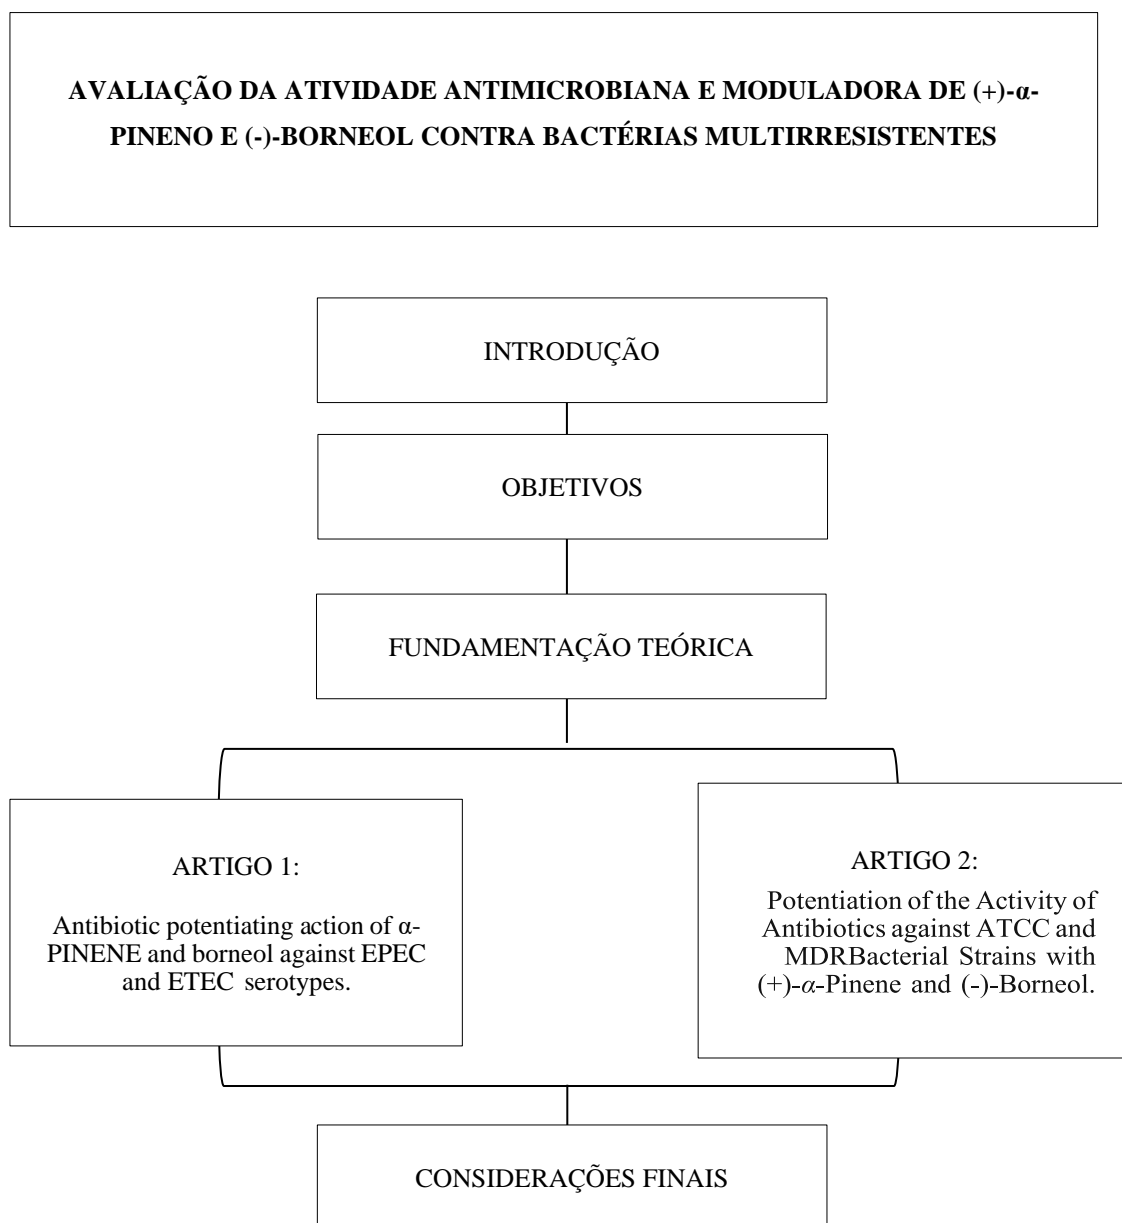 AVALIAÇÃO DA ATIVIDADE ANTIMICROBIANA E MODULADORA DE (+)-α-
PINENO E (-)-BORNEOL CONTRA BACTÉRIAS MULTIRRESISTENTES
INTRODUÇÃO
OBJETIVOS
FUNDAMENTAÇÃO TEÓRICA
ARTIGO 1:
Antibiotic potentiating action of α-
PINENE and borneol against EPEC
and ETEC serotypes.
ARTIGO 2:
Potentiation of the Activity of
Antibiotics against ATCC and
MDRBacterial Strains with
(+)-α-Pinene and (-)-Borneol.
CONSIDERAÇÕES FINAIS